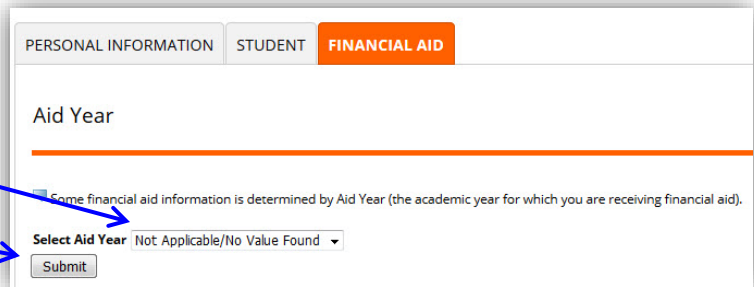 PERSONAL INFORMATION STUDENT FINANCIAL AID
Aid Year
Some financial aid information is determined by Aid Year (the academic year for which you are receiving financial aid).
Select Aid Year Not Applicable/No Value Found
Submit